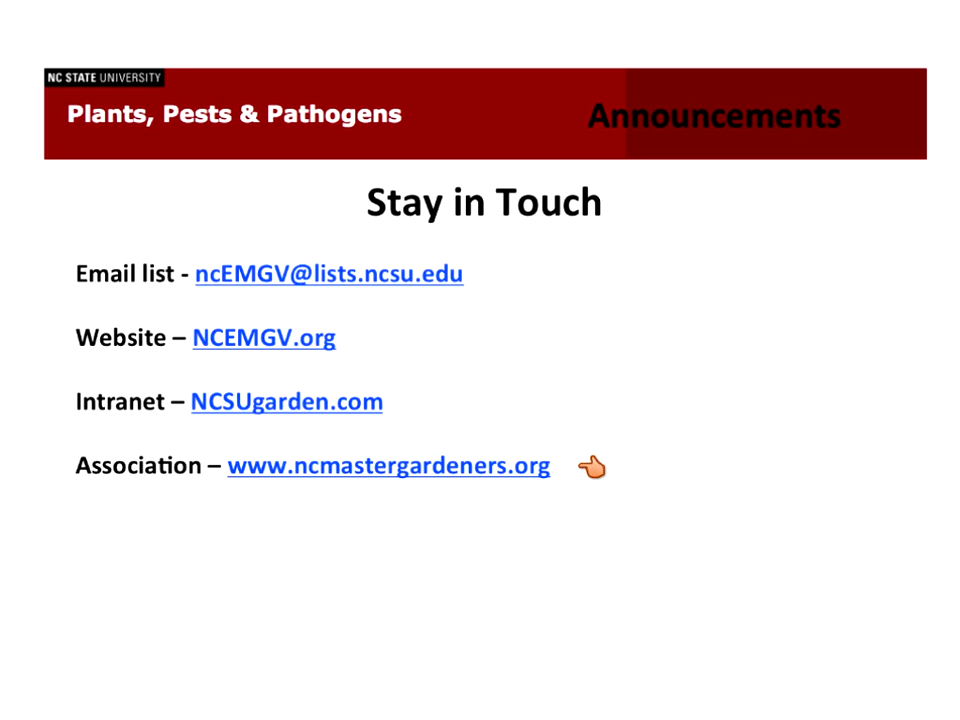 NC STATE UNIVERSITY
Plants, Pests & Pathogens
Announcements
Stay in Touch
Email list - ncEMGV@lists.ncsu.edu
Website – NCEMGV.org
Intranet – NCSUgarden.com
Association – www.ncmastergardeners.org